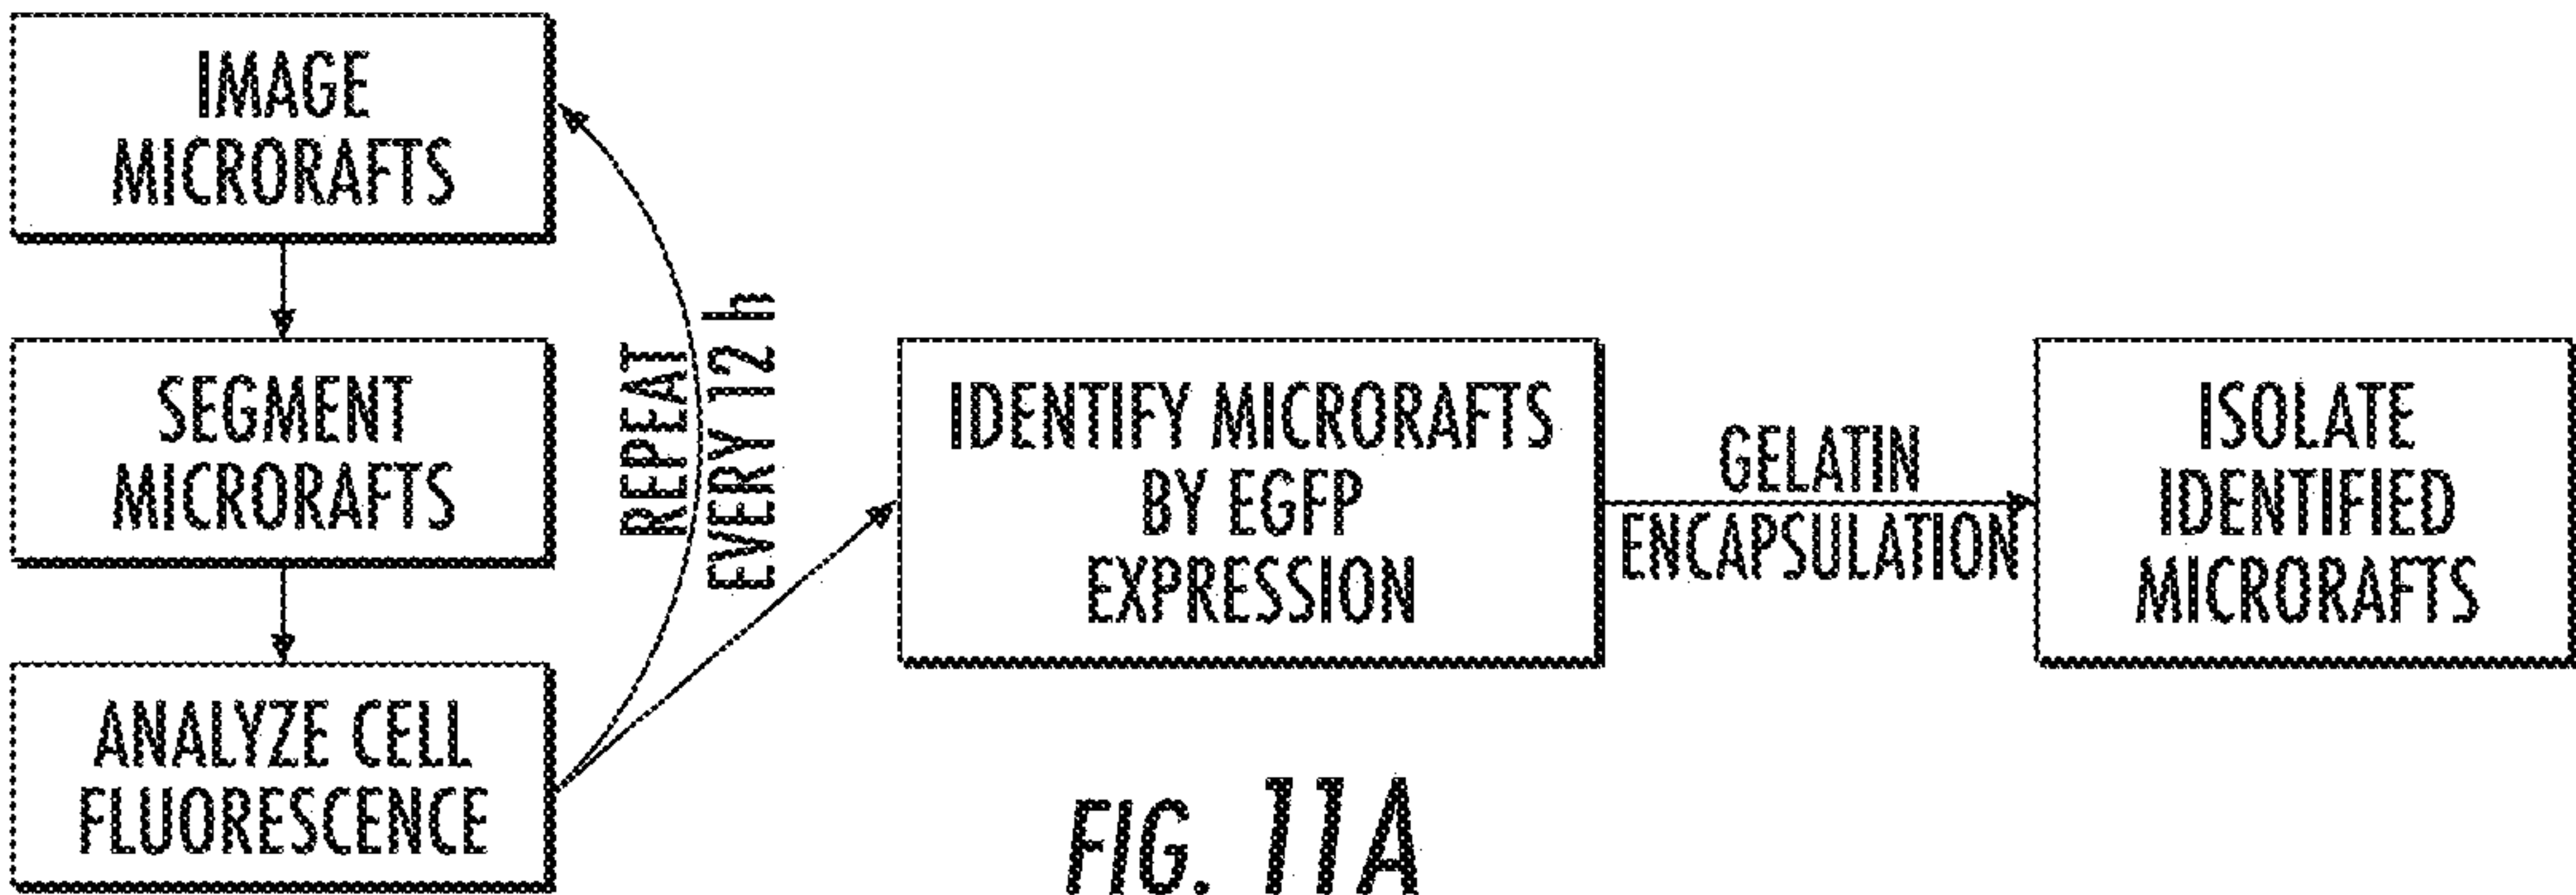 IMAGE
MICRORAFTS
SEGMENT
MICRORAFTS
ANALYZE CELL
FLUORESCENCE
REPEAT
EVERY 12 h
IDENTIFY MICRORAFTS
BY EGFP
EXPRESSION
GELATIN
ENCAPSULATION
ISOLATE
IDENTIFIED
MICRORAFTS
FIG. 11A